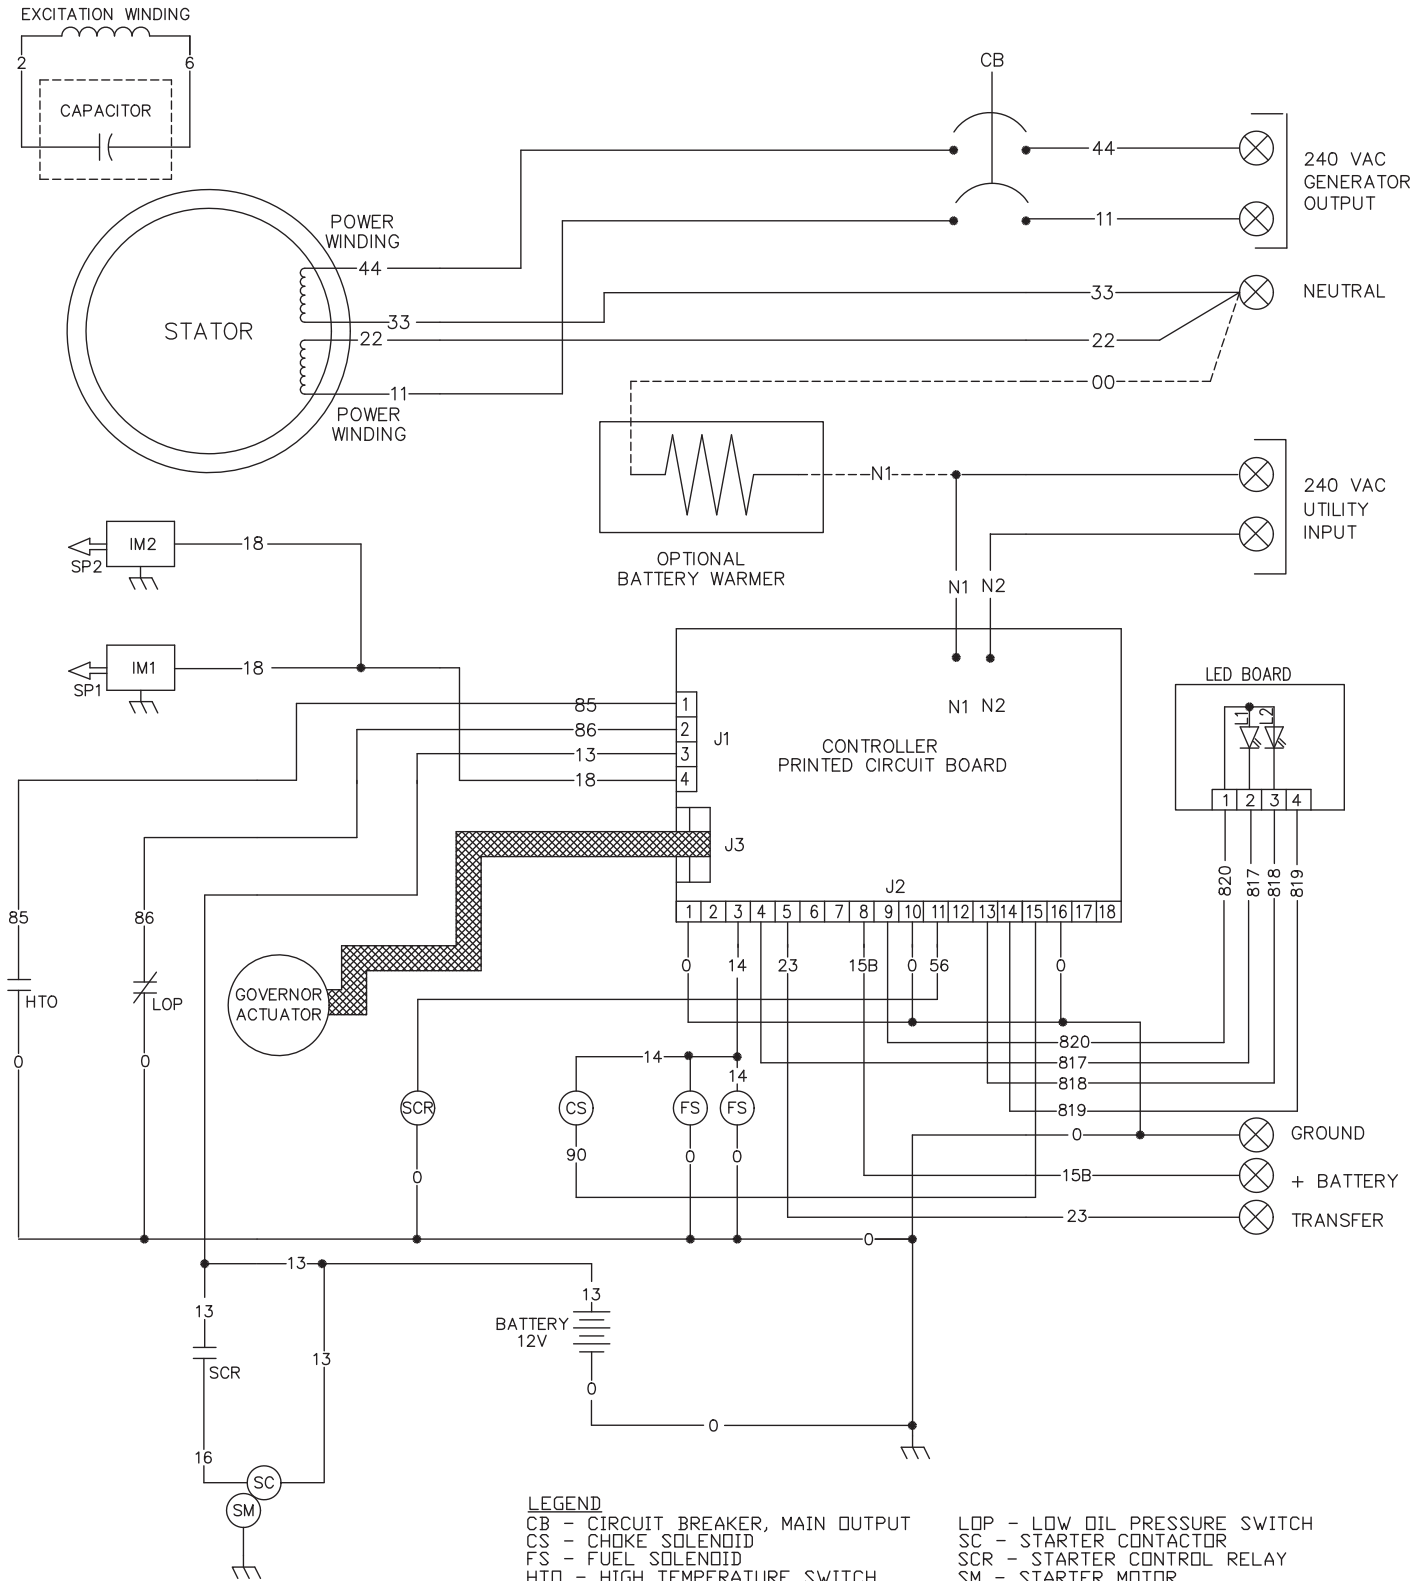 EXCITATION WINDING
2
6
CAPACITOR
CB
44
11
240 VAC
GENERATOR
OUTPUT
POWER
WINDING
44
STATOR
33
33
NEUTRAL
22
22
00
11
POWER
WINDING
N1
240 VAC
UTILITY
INPUT
OPTIONAL
BATTERY WARMER
IM2
18
SP2
N1 N2
IM1
18
SP1
LED BOARD
85
1
N1 N2
L1
L2
86
2
J1
CONTROLLER
PRINTED CIRCUIT BOARD
13
3
18
4
1 2 3 4
J3
820
817
818
819
J2
1 2 3 4 5 6 7 8 9 10 11 12 13 14 15 16 17 18
85
86
0
14
23
15B
0
56
0
HTO
LOP
GOVERNOR
ACTUATOR
820
0
0
14
817
14
818
SCR
CS
FS
FS
819
0
GROUND
90
0
0
0
15B
+ BATTERY
23
TRANSFER
0
13
13
13
BATTERY
12V
13
SCR
0
0
16
SC
SM
LEGEND
CB - CIRCUIT BREAKER, MAIN OUTPUT
CS - CHOKE SOLENOID
FS - FUEL SOLENOID
HTO - HIGH TEMPERATURE SWITCH
LOP - LOW OIL PRESSURE SWITCH
SC - STARTER CONTACTOR
SCR - STARTER CONTROL RELAY
SM - STARTER MOTOR